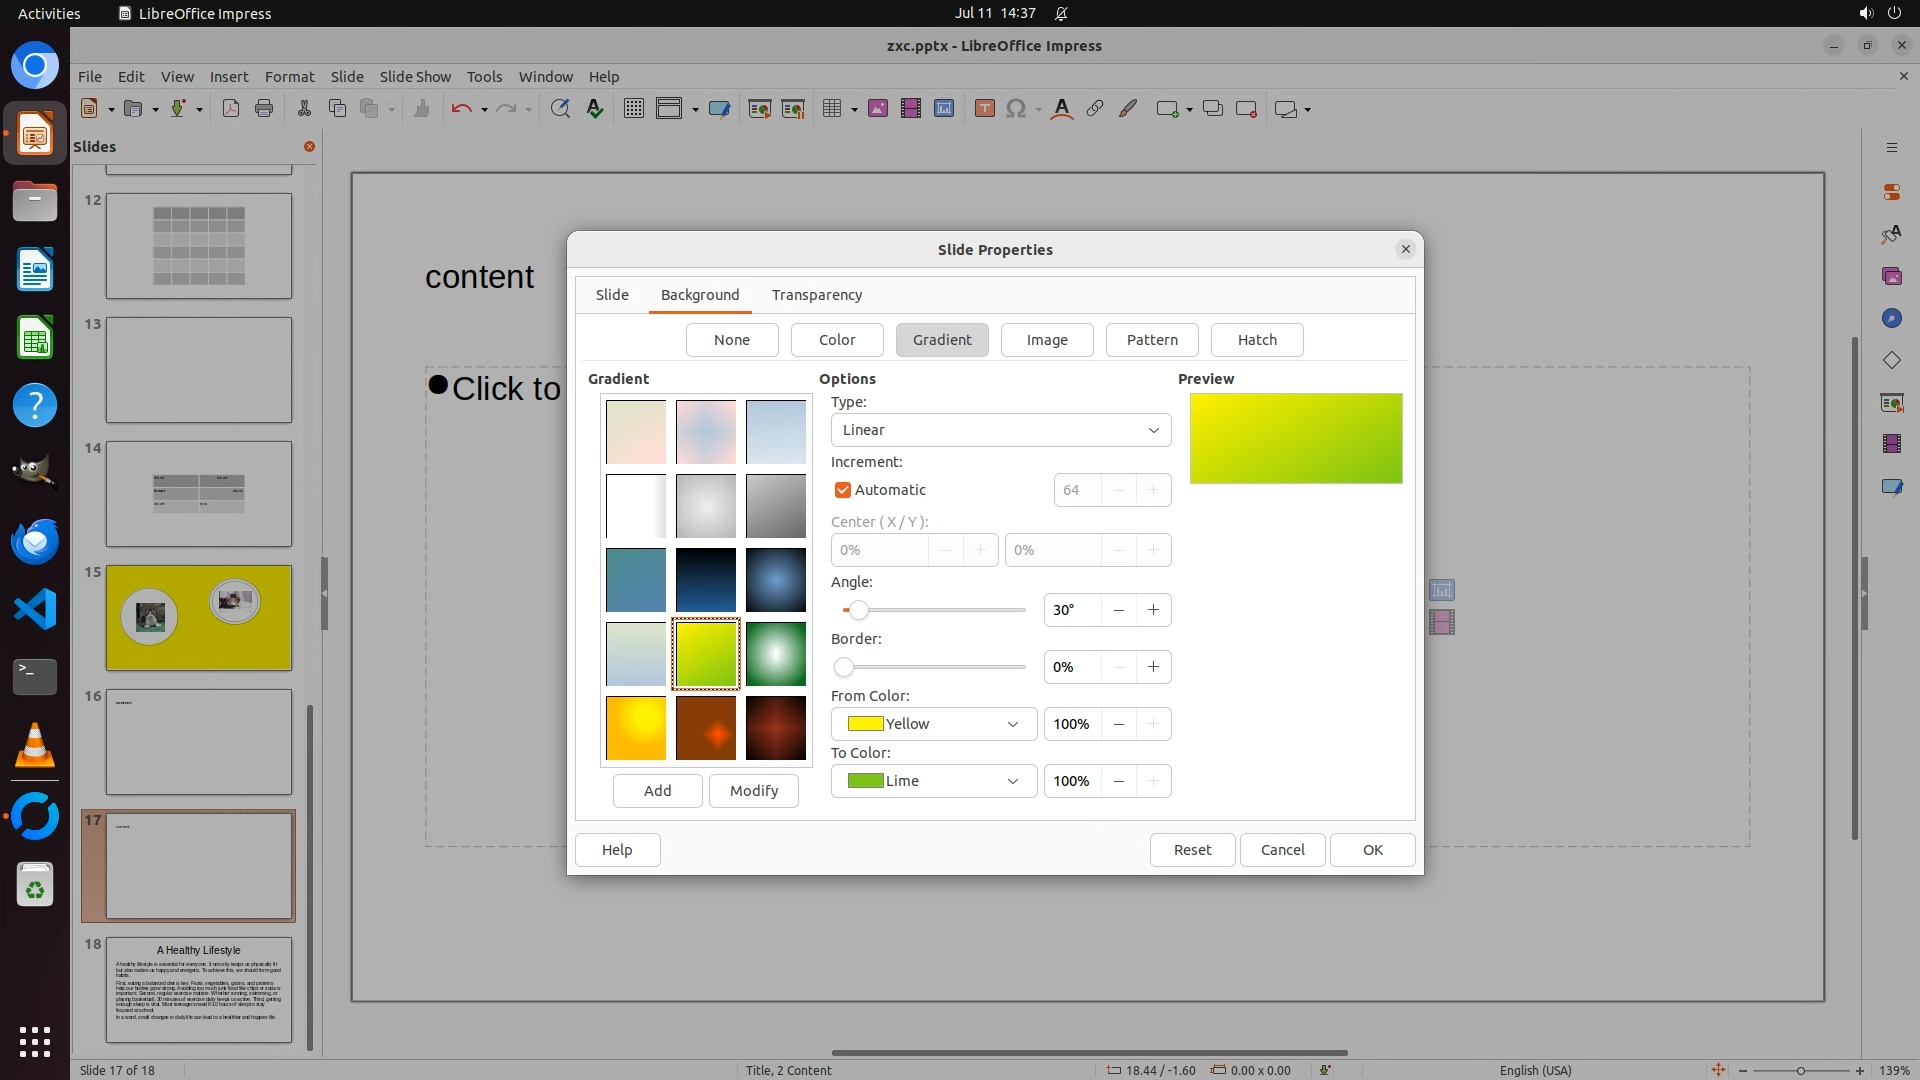 Activities
LibreOffice Impress
Jul 11 14:37
zxc.pptx - LibreOffice Impress
File Edit View Insert Format Slide Slide Show Tools Window Help
Slides
12
13
14
15
16
content
17
content
18
A Healthy Lifestyle
content
Click to
Slide Properties
Slide Background Transparency
None Color Gradient Image Pattern Hatch
Gradient
Options
Preview
Type:
Linear
Increment:
Automatic
64
Center ( X / Y ):
0%
0%
Angle:
30°
Border:
0%
From Color:
Yellow
100%
To Color:
Lime
100%
Add
Modify
Help
Reset
Cancel
OK
Slide 17 of 18
Title, 2 Content
18.44 / -1.60
0.00 x 0.00
English (USA)
139%